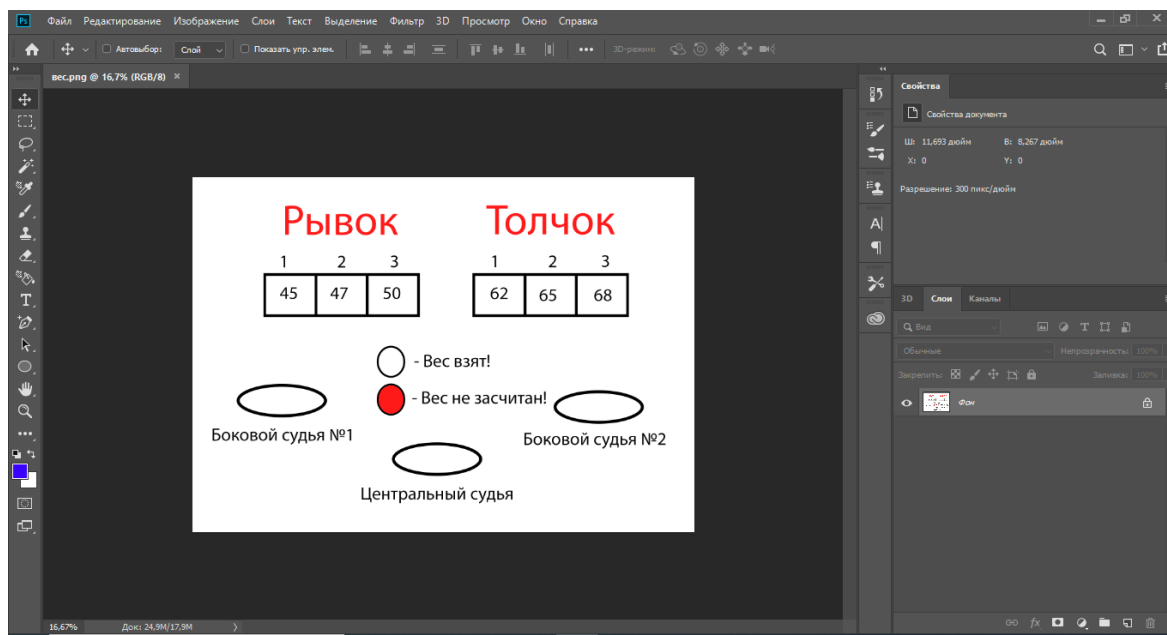 Ps Файл Редактирование Изображение Слои Текст Выделение Фильтр 3D Просмотр Окно Справка
Автовыбор: Слой Показать упр. элем. 3D-режим:
вес.png @ 16,7% (RGB/8) ×
Свойства
Свойства документа
Ш: 11,693 дюйм В: 8,267 дюйм
X: 0 Y: 0
Разрешение: 300 пикс/дюйм
Рывок Толчок
1 2 3 1 2 3
45 47 50 62 65 68
- Вес взят!
- Вес не засчитан!
Боковой судья №1
Боковой судья №2
Центральный судья
3D Слои Каналы
Вид
Обычные Непрозрачность: 100%
Закрепить: Заливка: 100%
Фон
16,67% Док: 24,9M/17,9M
fx